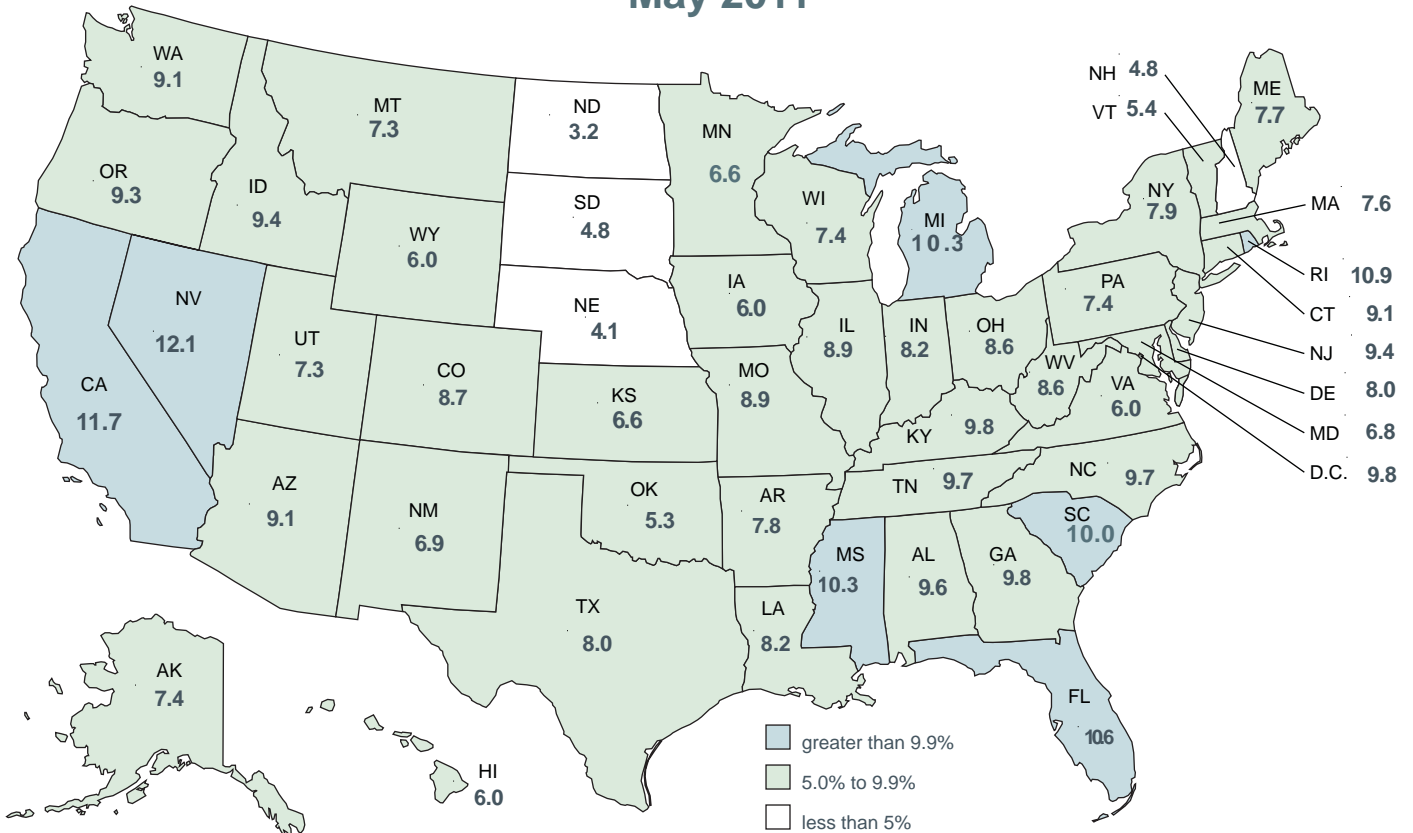 May 2011
WA
9.1
MT
7.3
ND
3.2
MN
6.6
NH 4.8
VT 5.4
ME
7.7
OR
9.3
ID
9.4
WY
6.0
SD
4.8
WI
7.4
MI
10.3
NY
7.9
MA 7.6
RI 10.9
CT 9.1
NJ 9.4
DE 8.0
MD 6.8
D.C. 9.8
NV
12.1
CA
11.7
UT
7.3
CO
8.7
NE
4.1
KS
6.6
IA
6.0
MO
8.9
IL
8.9
IN
8.2
OH
8.6
PA
7.4
WV
8.6
VA
6.0
KY 9.8
TN 9.7
NC 9.7
SC
10.0
AZ
9.1
NM
6.9
OK
5.3
AR
7.8
MS
10.3
AL
9.6
GA
9.8
TX
8.0
LA
8.2
FL
10.6
AK
7.4
HI
6.0
greater than 9.9%
5.0% to 9.9%
less than 5%